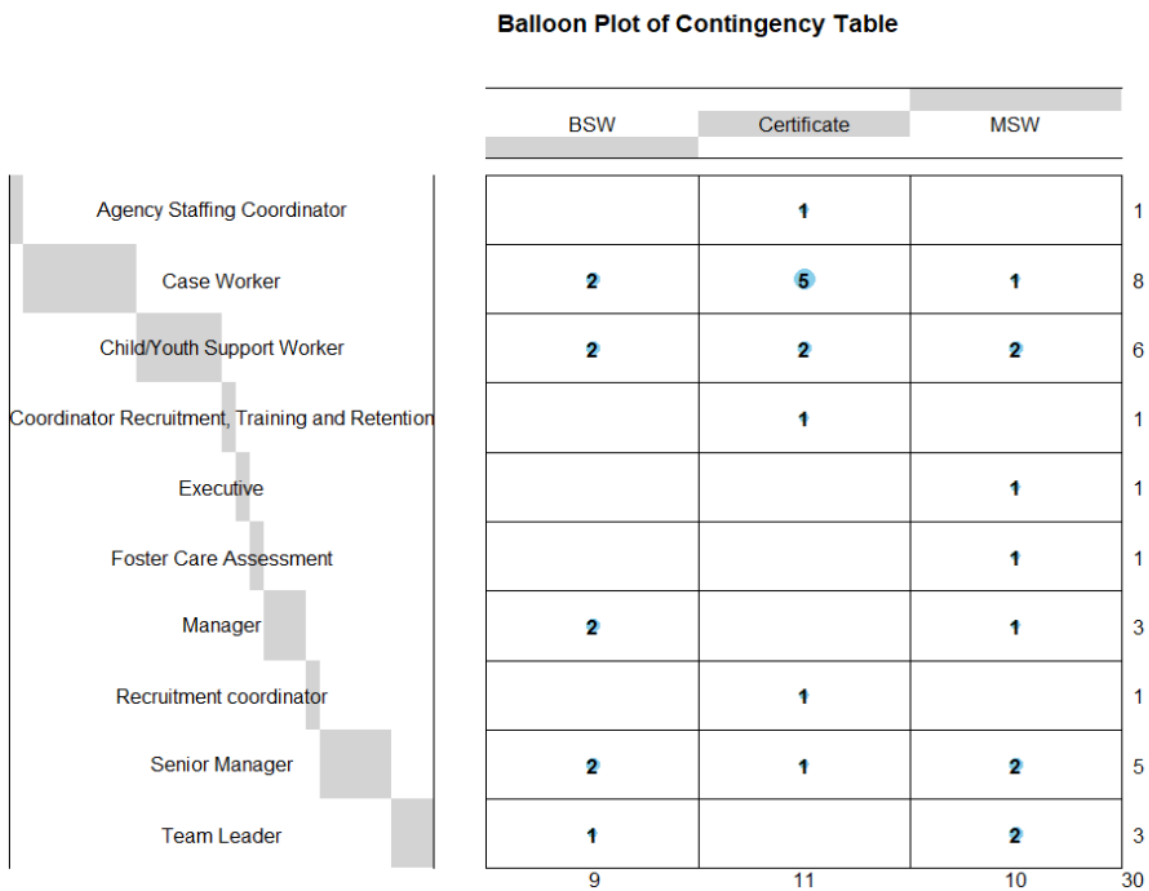 Balloon Plot of Contingency Table
BSW Certificate MSW
Agency Staffing Coordinator 1 1
Case Worker 2 5 1 8
Child/Youth Support Worker 2 2 2 6
Coordinator Recruitment, Training and Retention 1 1
Executive 1 1
Foster Care Assessment 1 1
Manager 2 1 3
Recruitment coordinator 1 1
Senior Manager 2 1 2 5
Team Leader 1 2 3
9 11 10 30